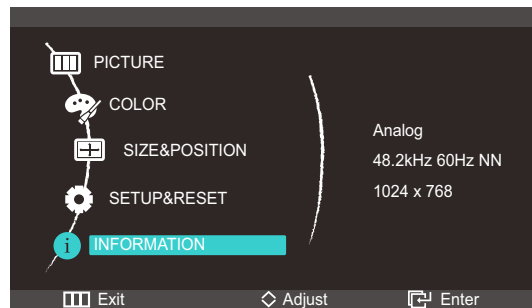 PICTURE
COLOR
SIZE&POSITION
SETUP&RESET
i INFORMATION
Analog
48.2kHz 60Hz NN
1024 x 768
Exit
Adjust
Enter